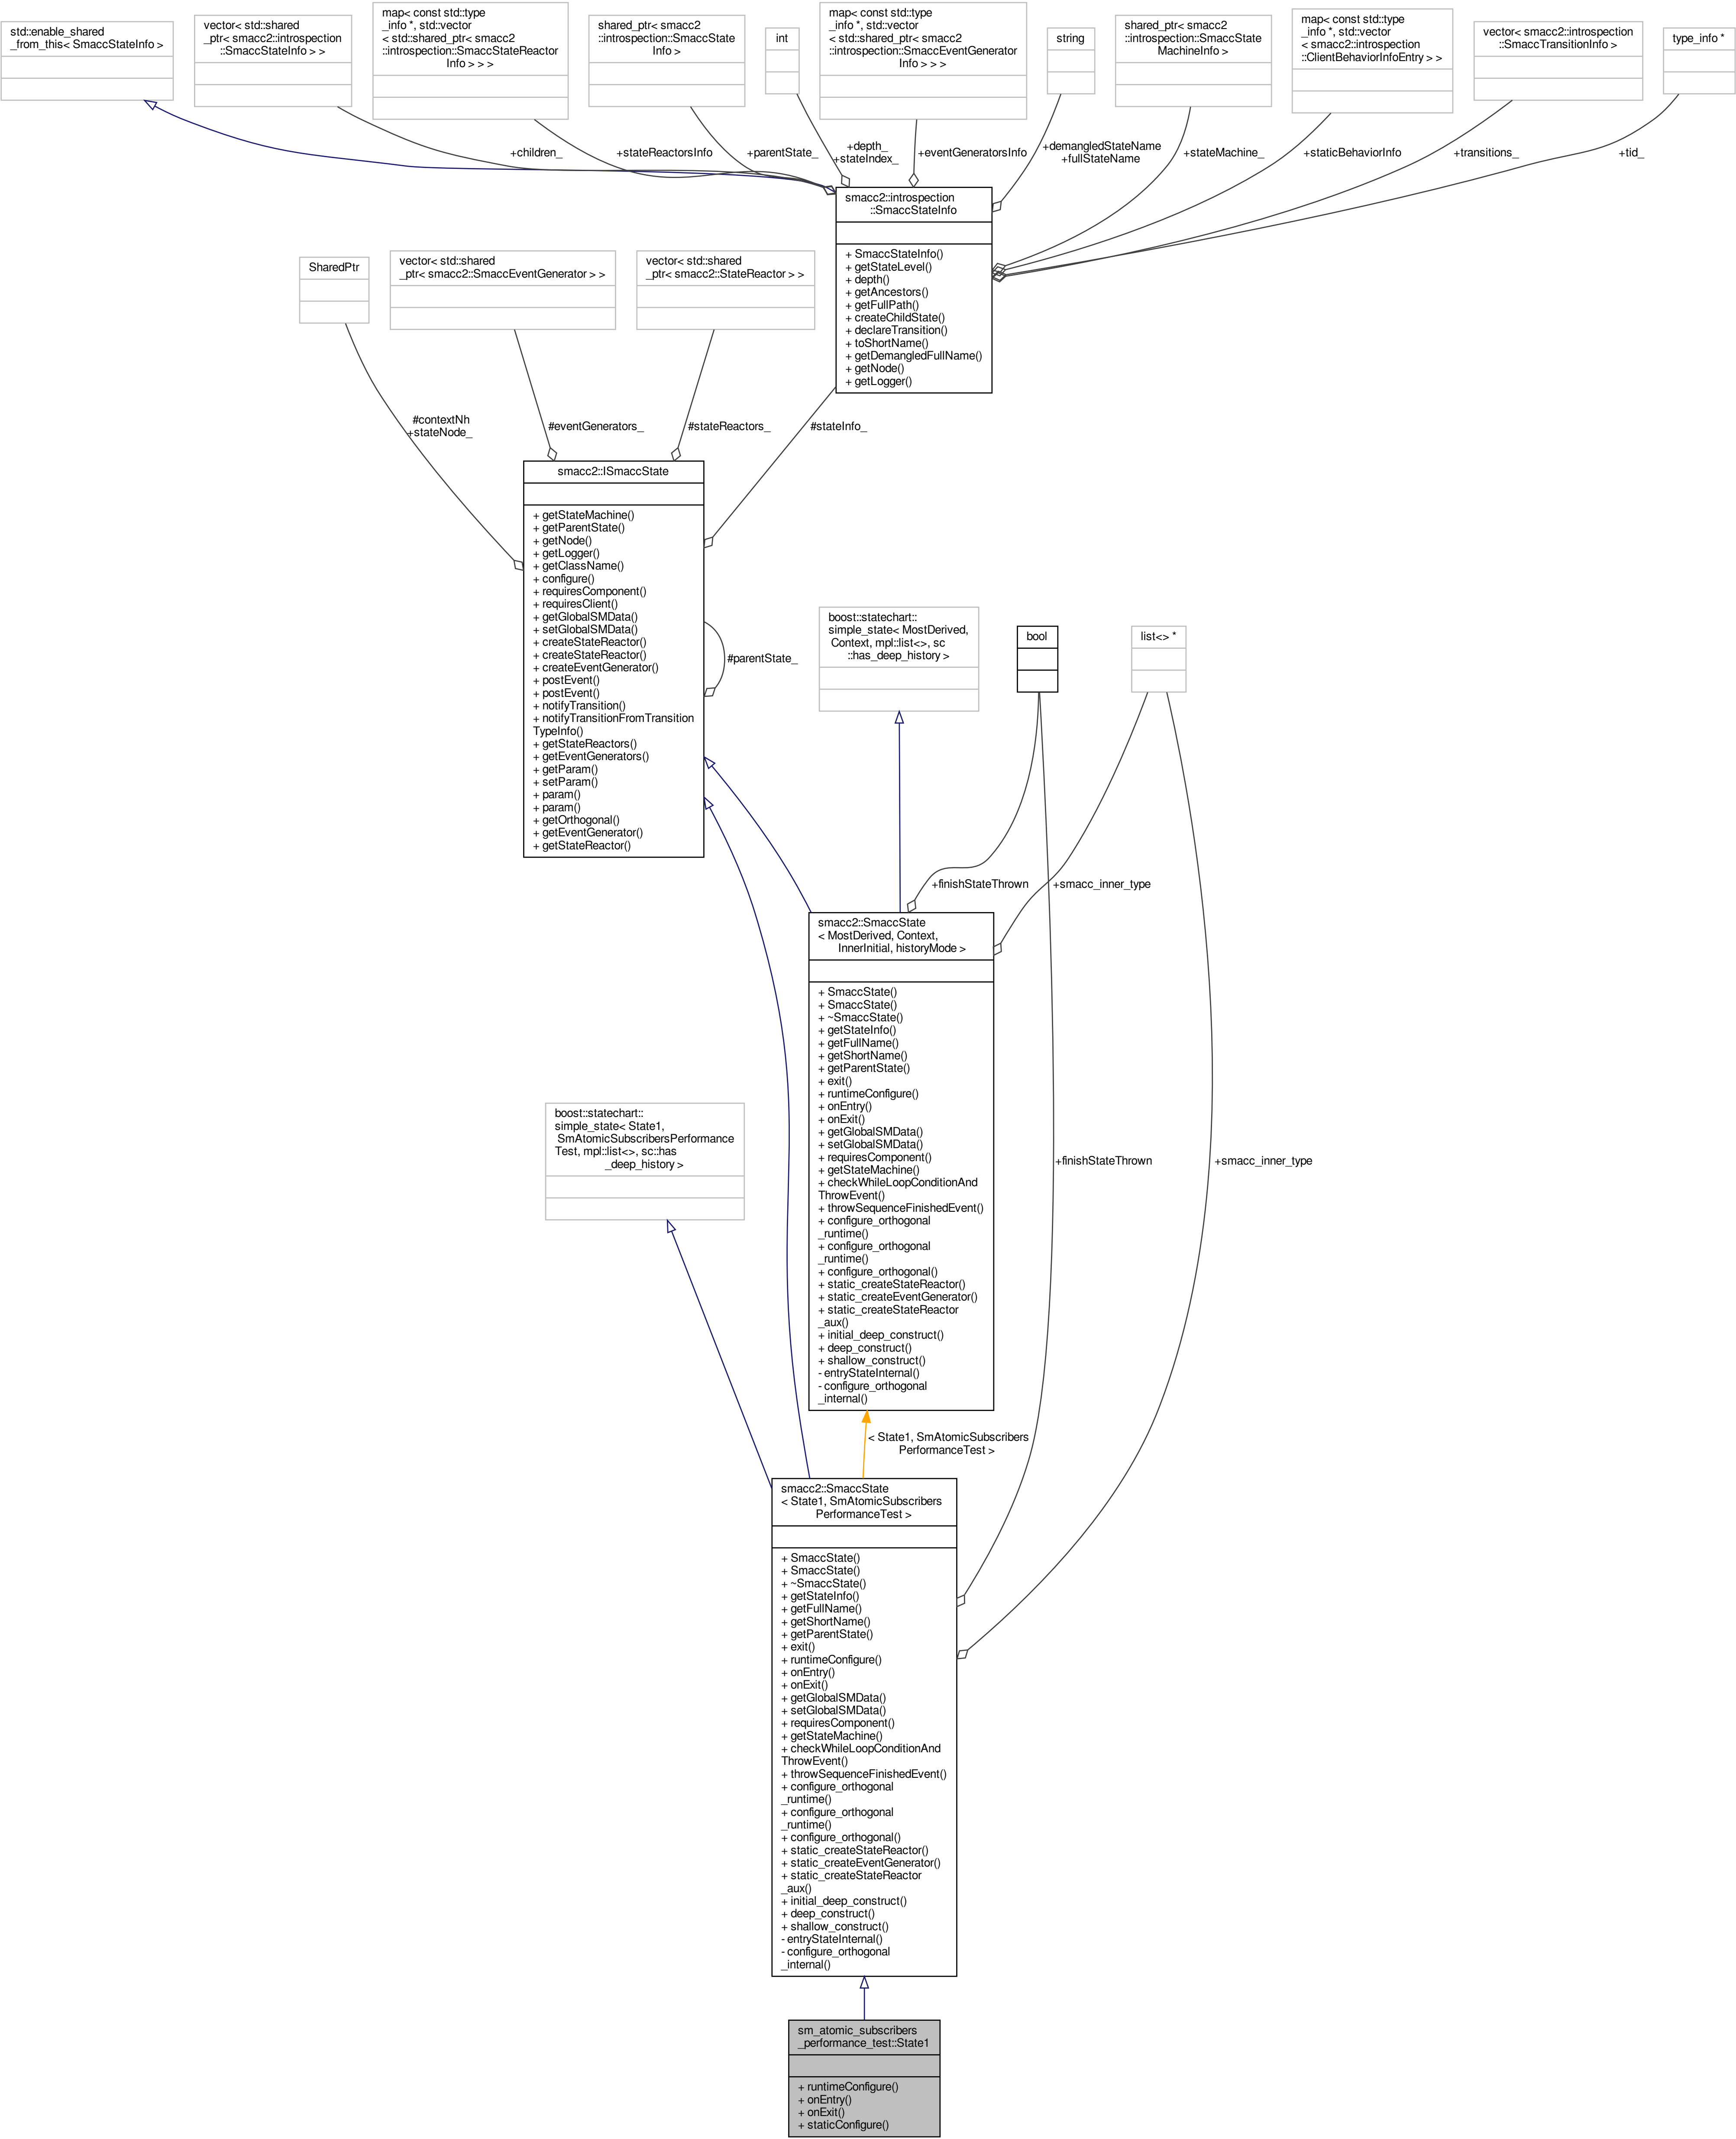 std::enable_shared
_from_this< SmaccStateInfo >
vector< std::shared
_ptr< smacc2::introspection
::SmaccStateInfo > >
map< const std::type
_info *, std::vector
< std::shared_ptr< smacc2
::introspection::SmaccStateReactor
Info > > >
shared_ptr< smacc2
::introspection::SmaccState
Info >
int
map< const std::type
_info *, std::vector
< std::shared_ptr< smacc2
::introspection::SmaccEventGenerator
Info > > >
string
shared_ptr< smacc2
::introspection::SmaccState
MachineInfo >
map< const std::type
_info *, std::vector
< smacc2::introspection
::ClientBehaviorInfoEntry > >
vector< smacc2::introspection
::SmaccTransitionInfo >
type_info *
+children_
+stateReactorsInfo
+parentState_
+depth_
+stateIndex_
+eventGeneratorsInfo
+demangledStateName
+fullStateName
+stateMachine_
+staticBehaviorInfo
+transitions_
+tid_
smacc2::introspection
::SmaccStateInfo
+ SmaccStateInfo()
+ getStateLevel()
+ depth()
+ getAncestors()
+ getFullPath()
+ createChildState()
+ declareTransition()
+ toShortName()
+ getDemangledFullName()
+ getNode()
+ getLogger()
SharedPtr
vector< std::shared
_ptr< smacc2::SmaccEventGenerator > >
vector< std::shared
_ptr< smacc2::StateReactor > >
#contextNh
+stateNode_
#eventGenerators_
#stateReactors_
#stateInfo_
smacc2::ISmaccState
+ getStateMachine()
+ getParentState()
+ getNode()
+ getLogger()
+ getClassName()
+ configure()
+ requiresComponent()
+ requiresClient()
+ getGlobalSMData()
+ setGlobalSMData()
+ createStateReactor()
+ createStateReactor()
+ createEventGenerator()
+ postEvent()
+ postEvent()
+ notifyTransition()
+ notifyTransitionFromTransition
TypeInfo()
+ getStateReactors()
+ getEventGenerators()
+ getParam()
+ setParam()
+ param()
+ param()
+ getOrthogonal()
+ getEventGenerator()
+ getStateReactor()
#parentState_
boost::statechart::
simple_state< MostDerived,
Context, mpl::list<>, sc
::has_deep_history >
bool
list<> *
+finishStateThrown
+smacc_inner_type
smacc2::SmaccState
< MostDerived, Context,
InnerInitial, historyMode >
+ SmaccState()
+ SmaccState()
+ ~SmaccState()
+ getStateInfo()
+ getFullName()
+ getShortName()
+ getParentState()
+ exit()
+ runtimeConfigure()
+ onEntry()
+ onExit()
+ getGlobalSMData()
+ setGlobalSMData()
+ requiresComponent()
+ getStateMachine()
+ checkWhileLoopConditionAnd
ThrowEvent()
+ throwSequenceFinishedEvent()
+ configure_orthogonal
_runtime()
+ configure_orthogonal
_runtime()
+ configure_orthogonal()
+ static_createStateReactor()
+ static_createEventGenerator()
+ static_createStateReactor
_aux()
+ initial_deep_construct()
+ deep_construct()
+ shallow_construct()
- entryStateInternal()
- configure_orthogonal
_internal()
boost::statechart::
simple_state< State1,
SmAtomicSubscribersPerformance
Test, mpl::list<>, sc::has
_deep_history >
+finishStateThrown
+smacc_inner_type
< State1, SmAtomicSubscribers
PerformanceTest >
smacc2::SmaccState
< State1, SmAtomicSubscribers
PerformanceTest >
+ SmaccState()
+ SmaccState()
+ ~SmaccState()
+ getStateInfo()
+ getFullName()
+ getShortName()
+ getParentState()
+ exit()
+ runtimeConfigure()
+ onEntry()
+ onExit()
+ getGlobalSMData()
+ setGlobalSMData()
+ requiresComponent()
+ getStateMachine()
+ checkWhileLoopConditionAnd
ThrowEvent()
+ throwSequenceFinishedEvent()
+ configure_orthogonal
_runtime()
+ configure_orthogonal
_runtime()
+ configure_orthogonal()
+ static_createStateReactor()
+ static_createEventGenerator()
+ static_createStateReactor
_aux()
+ initial_deep_construct()
+ deep_construct()
+ shallow_construct()
- entryStateInternal()
- configure_orthogonal
_internal()
sm_atomic_subscribers
_performance_test::State1
+ runtimeConfigure()
+ onEntry()
+ onExit()
+ staticConfigure()